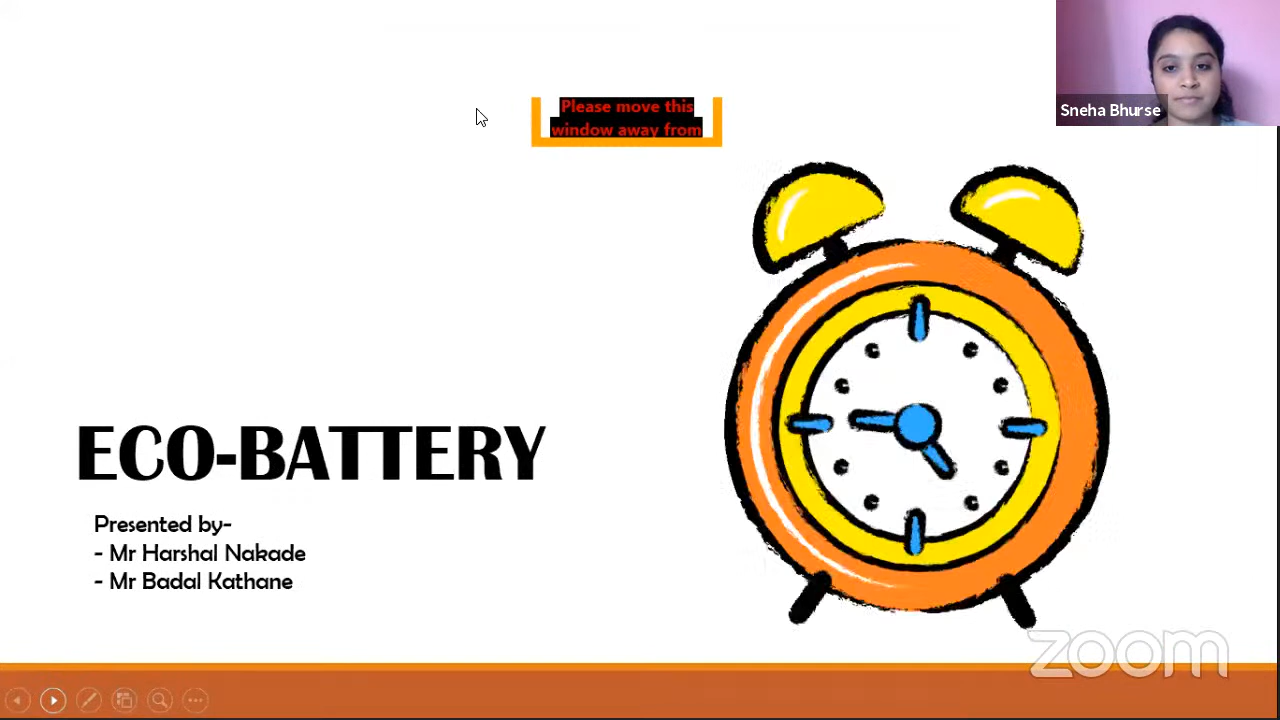 Please move this
window away from
Sneha Bhurse
ECO-BATTERY
Presented by-
- Mr Harshal Nakade
- Mr Badal Kathane
zoom